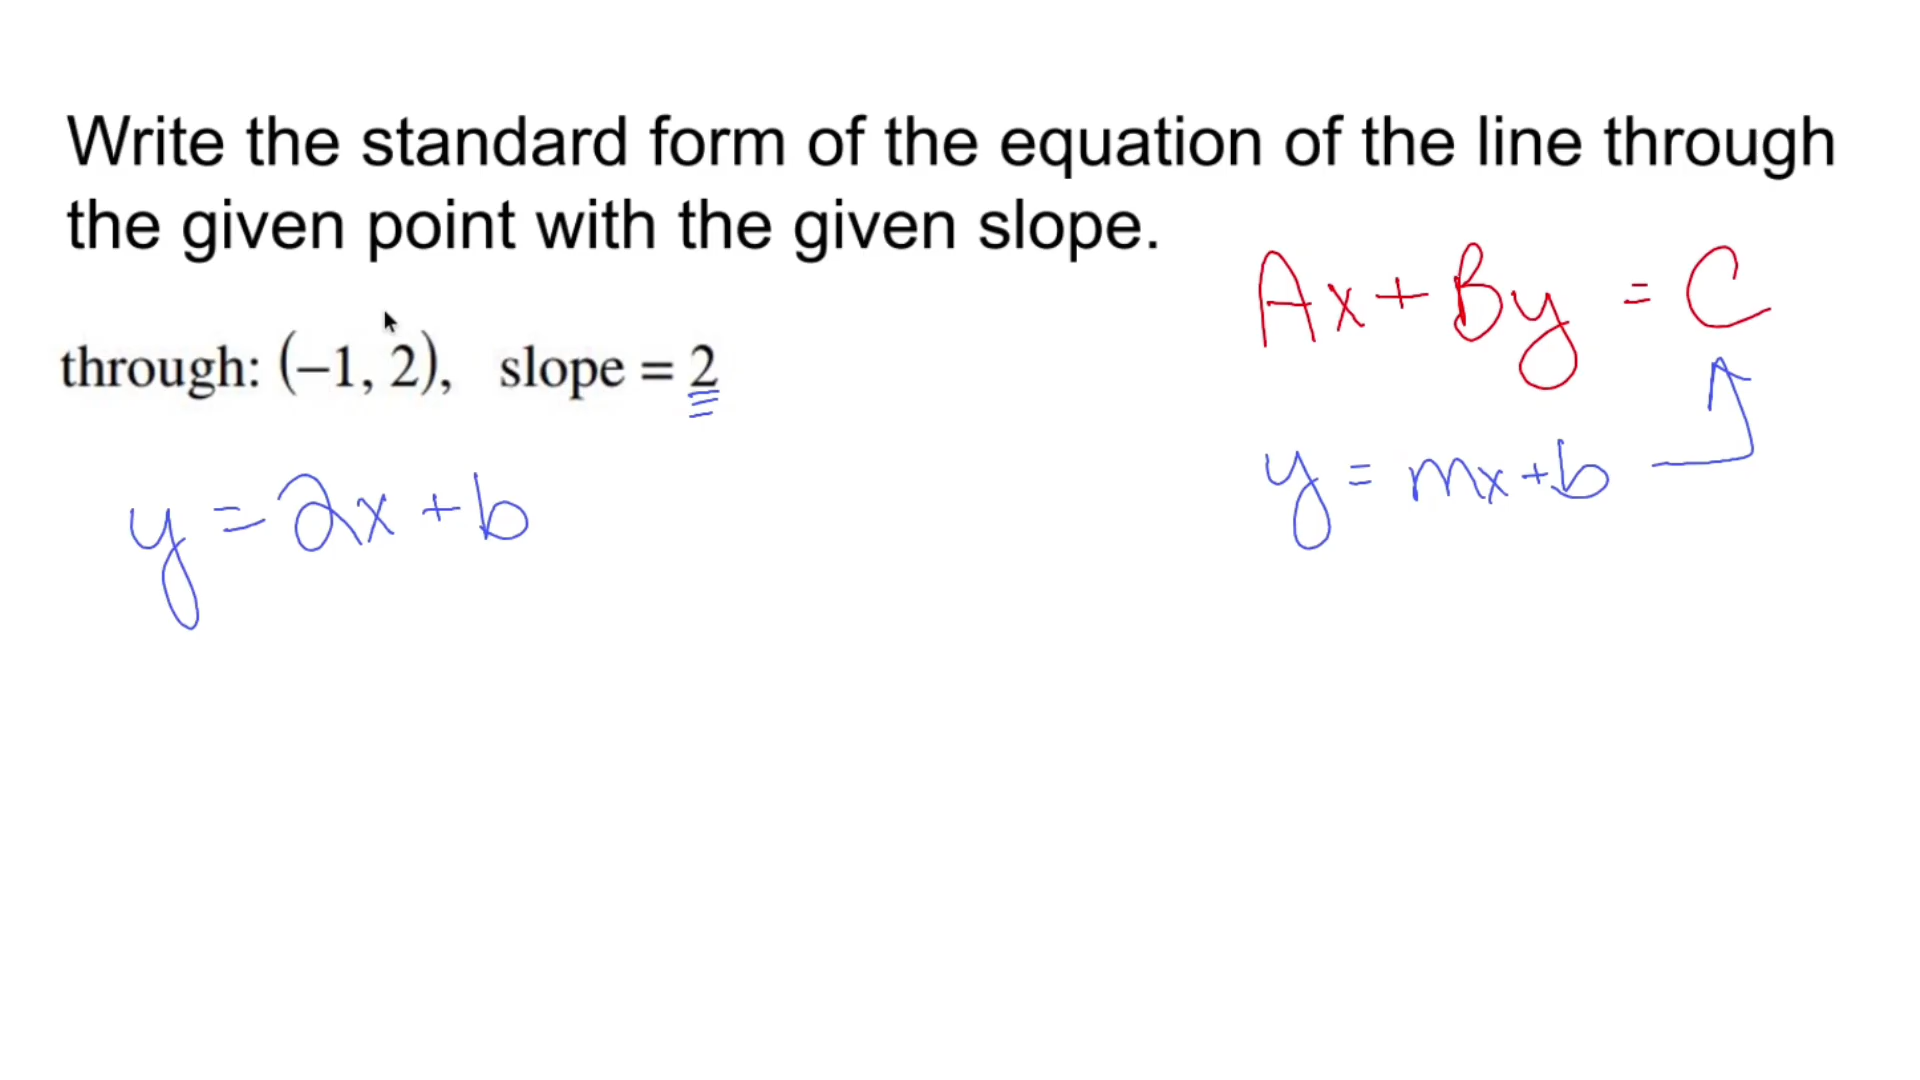 Write the standard form of the equation of the line through
the given point with the given slope.
Ax + By = C
through: (–1, 2), slope = 2
y = mx + b
y = 2x + b